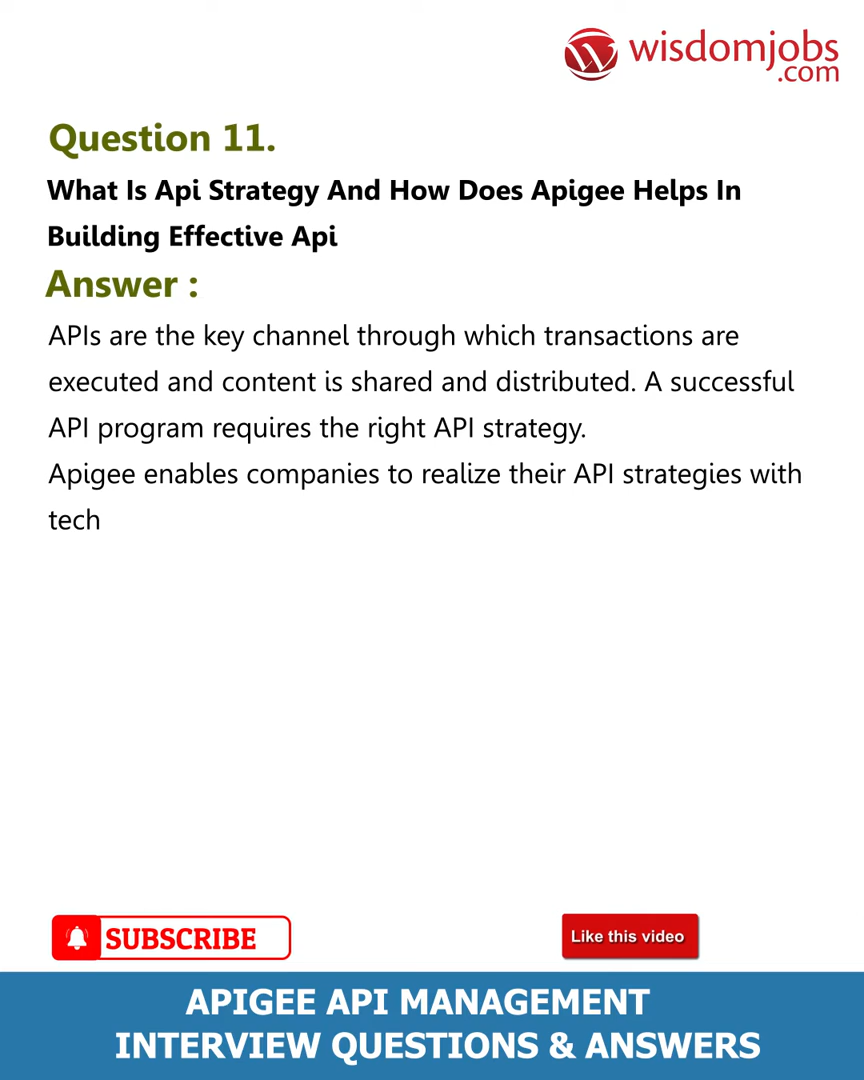 wisdomjobs
.com
Question 11.
What Is Api Strategy And How Does Apigee Helps In
Building Effective Api
Answer :
APIs are the key channel through which transactions are
executed and content is shared and distributed. A successful
API program requires the right API strategy.
Apigee enables companies to realize their API strategies with
tech
SUBSCRIBE
Like this video
APIGEE API MANAGEMENT
INTERVIEW QUESTIONS & ANSWERS